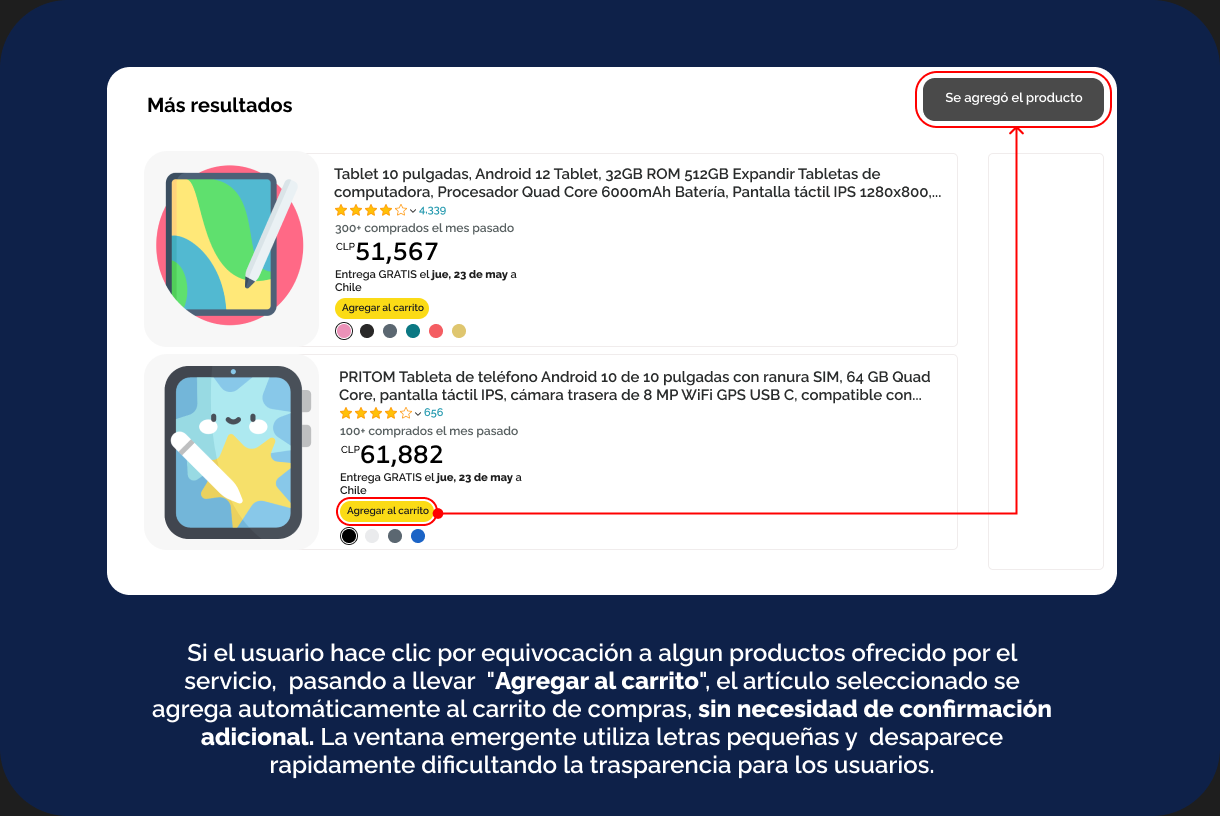 Más resultados
Se agregó el producto
Tablet 10 pulgadas, Android 12 Tablet, 32GB ROM 512GB Expandir Tabletas de
computadora, Procesador Quad Core 6000mAh Batería, Pantalla táctil IPS 1280x800,...
4,339
300+ comprados el mes pasado
CLP 51,567
Entrega GRATIS el jue, 23 de may a
Chile
Agregar al carrito
PRITOM Tableta de teléfono Android 10 de 10 pulgadas con ranura SIM, 64 GB Quad
Core, pantalla táctil IPS, cámara trasera de 8 MP WiFi GPS USB C, compatible con...
656
100+ comprados el mes pasado
CLP 61,882
Entrega GRATIS el jue, 23 de may a
Chile
Agregar al carrito
Si el usuario hace clic por equivocación a algun productos ofrecido por el
servicio, pasando a llevar "Agregar al carrito", el artículo seleccionado se
agrega automáticamente al carrito de compras, sin necesidad de confirmación
adicional. La ventana emergente utiliza letras pequeñas y desaparece
rapidamente dificultando la trasparencia para los usuarios.